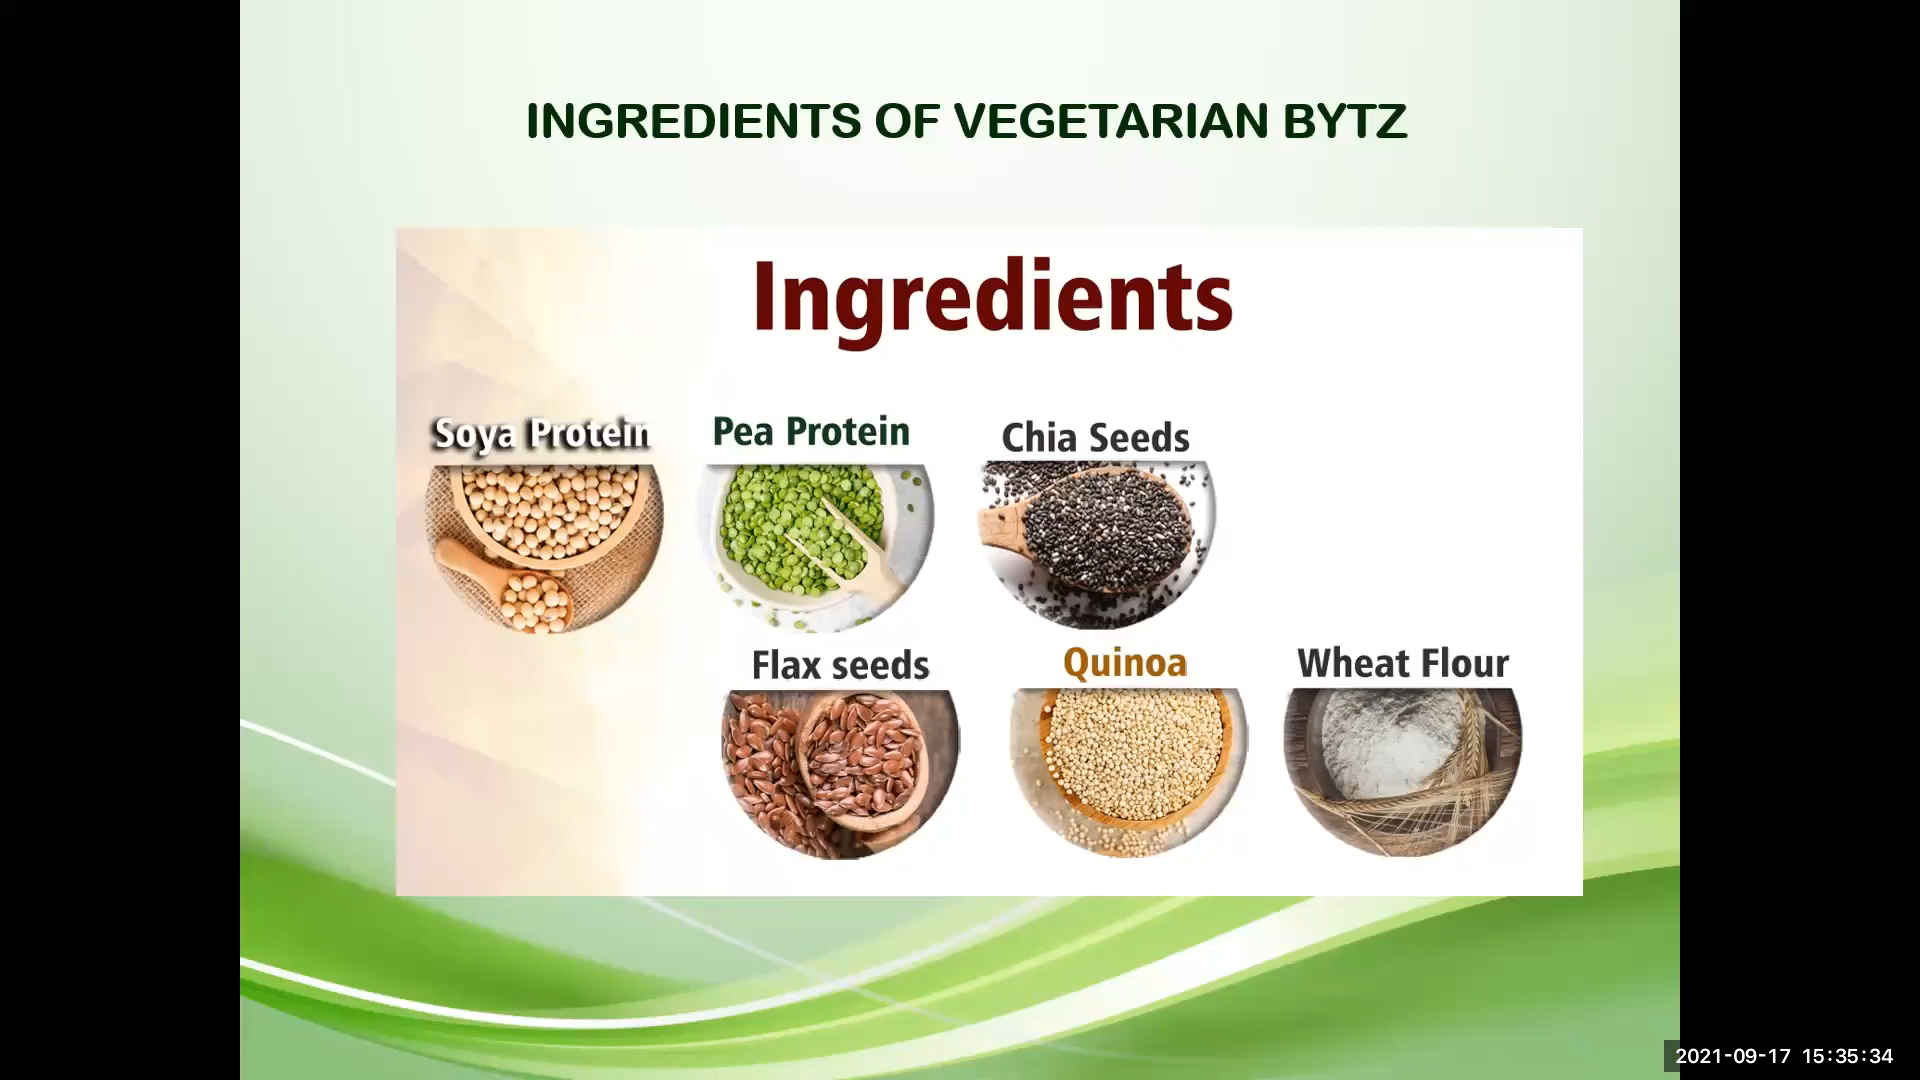 INGREDIENTS OF VEGETARIAN BYTZ
Ingredients
Soya Protein
Pea Protein
Chia Seeds
Flax seeds
Quinoa
Wheat Flour
2021-09-17 15:35:34